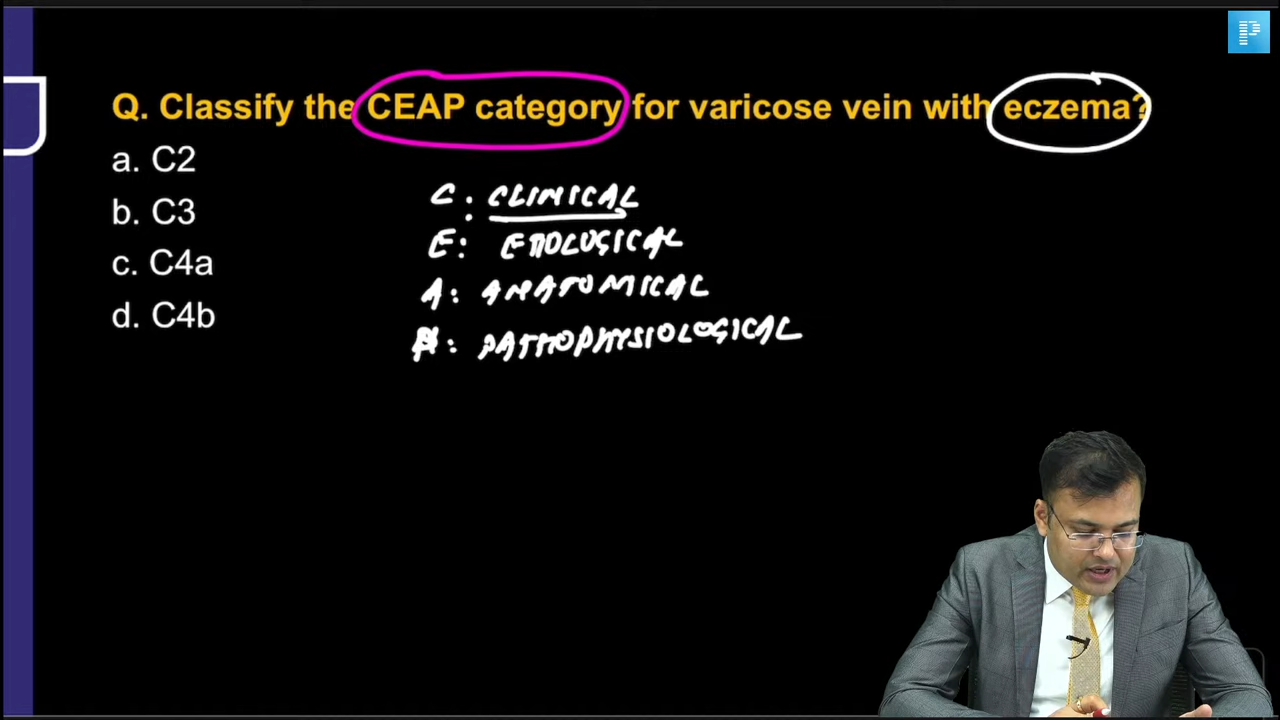 Q. Classify the CEAP category for varicose vein with eczema?
a. C2
b. C3
c. C4a
d. C4b
C: CLINICAL
E: ETIOLOGICAL
A: ANATOMICAL
P: PATHOPHYSIOLOGICAL
P